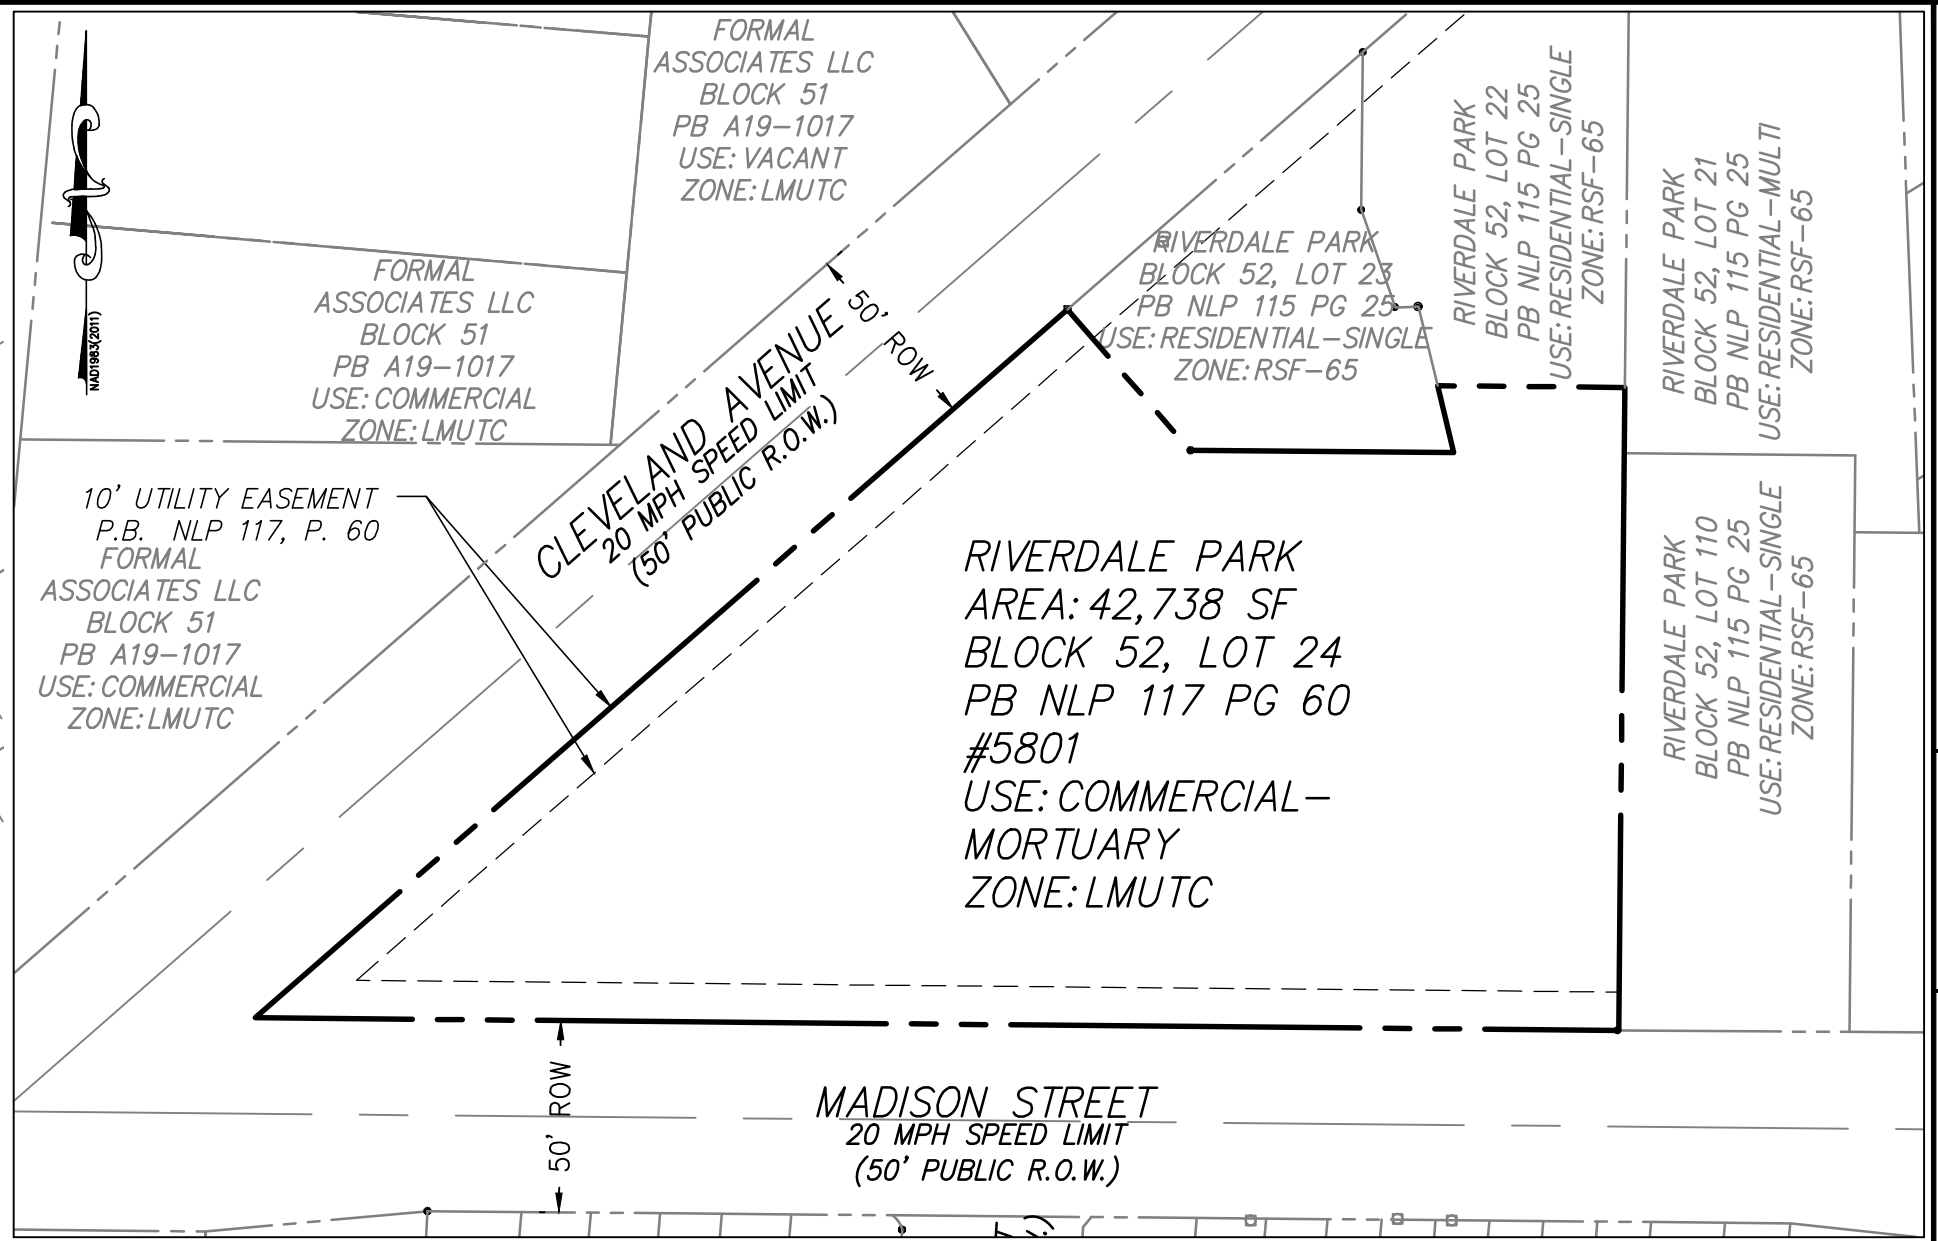 FORMAL
ASSOCIATES LLC
BLOCK 51
PB A19-1017
USE: VACANT
ZONE: LMUTC
NAD1983(2011)
FORMAL
ASSOCIATES LLC
BLOCK 51
PB A19-1017
USE: COMMERCIAL
ZONE: LMUTC
10' UTILITY EASEMENT
P.B. NLP 117, P. 60
FORMAL
ASSOCIATES LLC
BLOCK 51
PB A19-1017
USE: COMMERCIAL
ZONE: LMUTC
CLEVELAND AVENUE
20 MPH SPEED LIMIT
(50' PUBLIC R.O.W.)
50' ROW
RIVERDALE PARK
BLOCK 52, LOT 23
PB NLP 115 PG 25
USE: RESIDENTIAL-SINGLE
ZONE: RSF-65
RIVERDALE PARK
BLOCK 52, LOT 22
PB NLP 115 PG 25
USE: RESIDENTIAL-SINGLE
ZONE: RSF-65
RIVERDALE PARK
BLOCK 52, LOT 21
PB NLP 115 PG 25
USE: RESIDENTIAL-MULTI
ZONE: RSF-65
RIVERDALE PARK
BLOCK 52, LOT 110
PB NLP 115 PG 25
USE: RESIDENTIAL-SINGLE
ZONE: RSF-65
RIVERDALE PARK
AREA: 42,738 SF
BLOCK 52, LOT 24
PB NLP 117 PG 60
#5801
USE: COMMERCIAL-
MORTUARY
ZONE: LMUTC
50' ROW
MADISON STREET
20 MPH SPEED LIMIT
(50' PUBLIC R.O.W.)